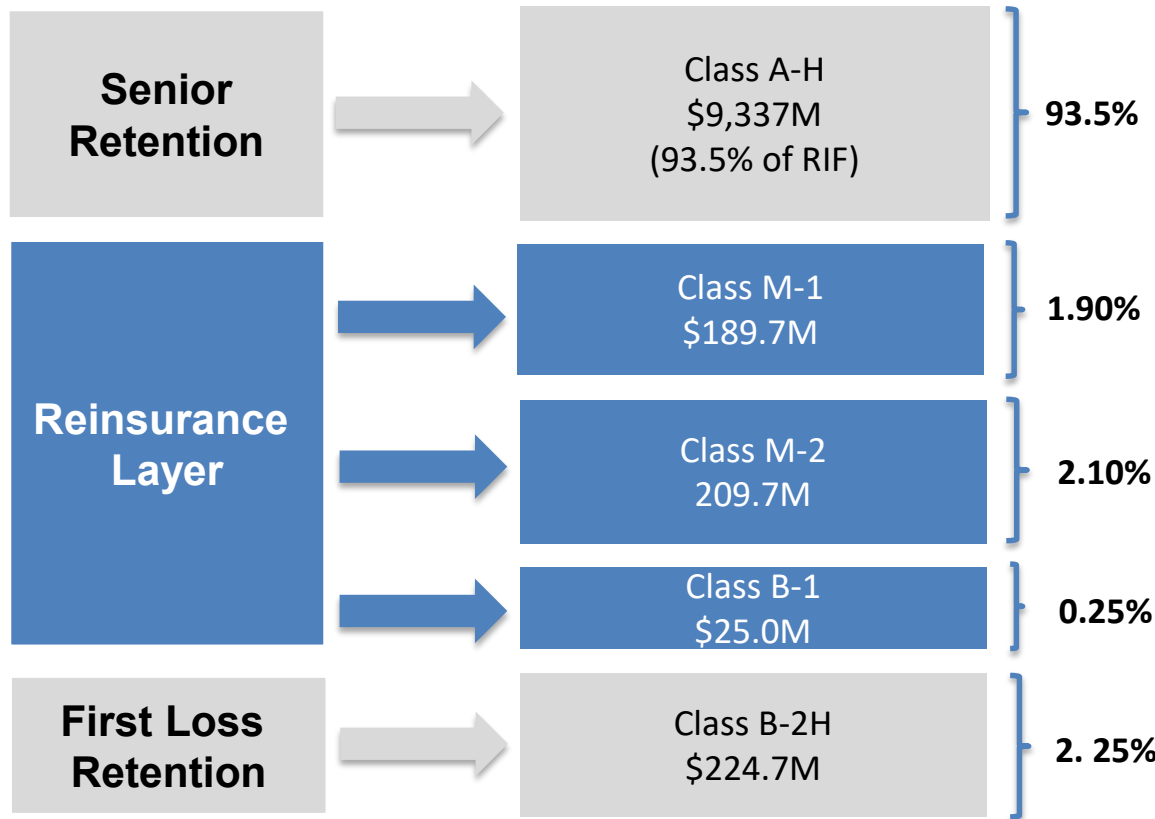 Senior
Retention
Class A-H
$9,337M
(93.5% of RIF)
93.5%
Reinsurance
Layer
Class M-1
$189.7M
1.90%
Class M-2
209.7M
2.10%
Class B-1
$25.0M
0.25%
First Loss
Retention
Class B-2H
$224.7M
2. 25%